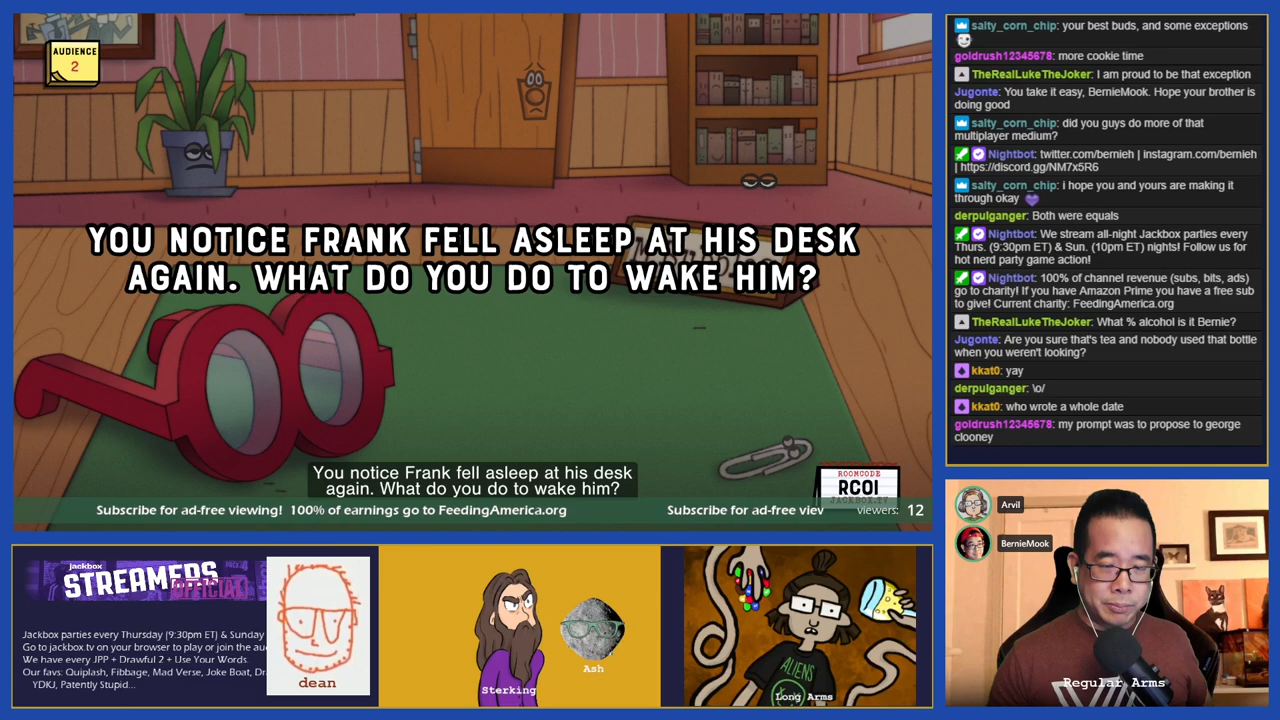 AUDIENCE
2
YOU NOTICE FRANK FELL ASLEEP AT HIS DESK
AGAIN. WHAT DO YOU DO TO WAKE HIM?
You notice Frank fell asleep at his desk
again. What do you do to wake him?
ROOMCODE
RCOI
JACKBOX.TV
Subscribe for ad-free viewing!  100% of earnings go to FeedingAmerica.org
Subscribe for ad-free viev
viewers: 12
salty_corn_chip: your best buds, and some exceptions
goldrush12345678: more cookie time
TheRealLukeTheJoker: I am proud to be that exception
Jugonte: You take it easy, BernieMook. Hope your brother is
doing good
salty_corn_chip: did you guys do more of that
multiplayer medium?
Nightbot: twitter.com/bernieh | instagram.com/bernieh
| https://discord.gg/NM7x5R6
salty_corn_chip: i hope you and yours are making it
through okay
derpulganger: Both were equals
Nightbot: We stream all-night Jackbox parties every
Thurs. (9:30pm ET) & Sun. (10pm ET) nights! Follow us for
hot nerd party game action!
Nightbot: 100% of channel revenue (subs, bits, ads)
go to charity! If you have Amazon Prime you have a free sub
to give! Current charity: FeedingAmerica.org
TheRealLukeTheJoker: What % alcohol is it Bernie?
Jugonte: Are you sure that's tea and nobody used that bottle
when you weren't looking?
kkat0: yay
derpulganger: \o/
kkat0: who wrote a whole date
goldrush12345678: my prompt was to propose to george
clooney
jackbox
STREAMERS
OFFICIAL
Jackbox parties every Thursday (9:30pm ET) & Sunday
Go to jackbox.tv on your browser to play or join the au
We have every JPP + Drawful 2 + Use Your Words
Our favs: Quiplash, Fibbage, Mad Verse, Joke Boat, Dr
YDKJ, Patently Stupid...
dean
Sterking
Ash
ALIENS
Long Arms
Arvil
BernieMook
Regular Arms